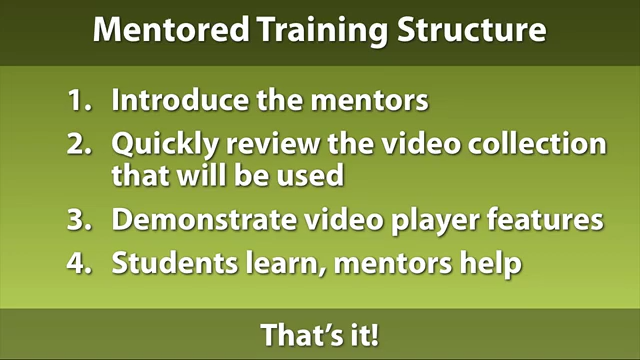 Mentored Training Structure
1. Introduce the mentors
2. Quickly review the video collection
that will be used
3. Demonstrate video player features
4. Students learn, mentors help
That's it!